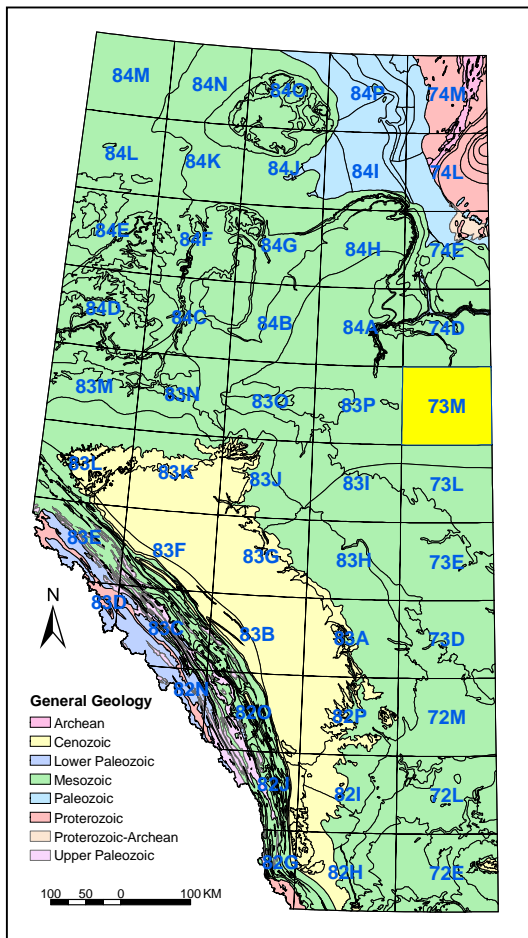 84M 84N 84O 84P 74M
84L 84K 84J 84I 74L
84E 84F 84G 84H 74E
84D 84C 84B 84A 74D
83M 83N 83O 83P 73M
83L 83K 83J 83I 73L
83E 83F 83G 83H 73E
83D 83C 83B 83A 73D
82N 82O 82P 72M
82J 82I 72L
82G 82H 72E
N
General Geology
Archean
Cenozoic
Lower Paleozoic
Mesozoic
Paleozoic
Proterozoic
Proterozoic-Archean
Upper Paleozoic
100 50 0 100 KM